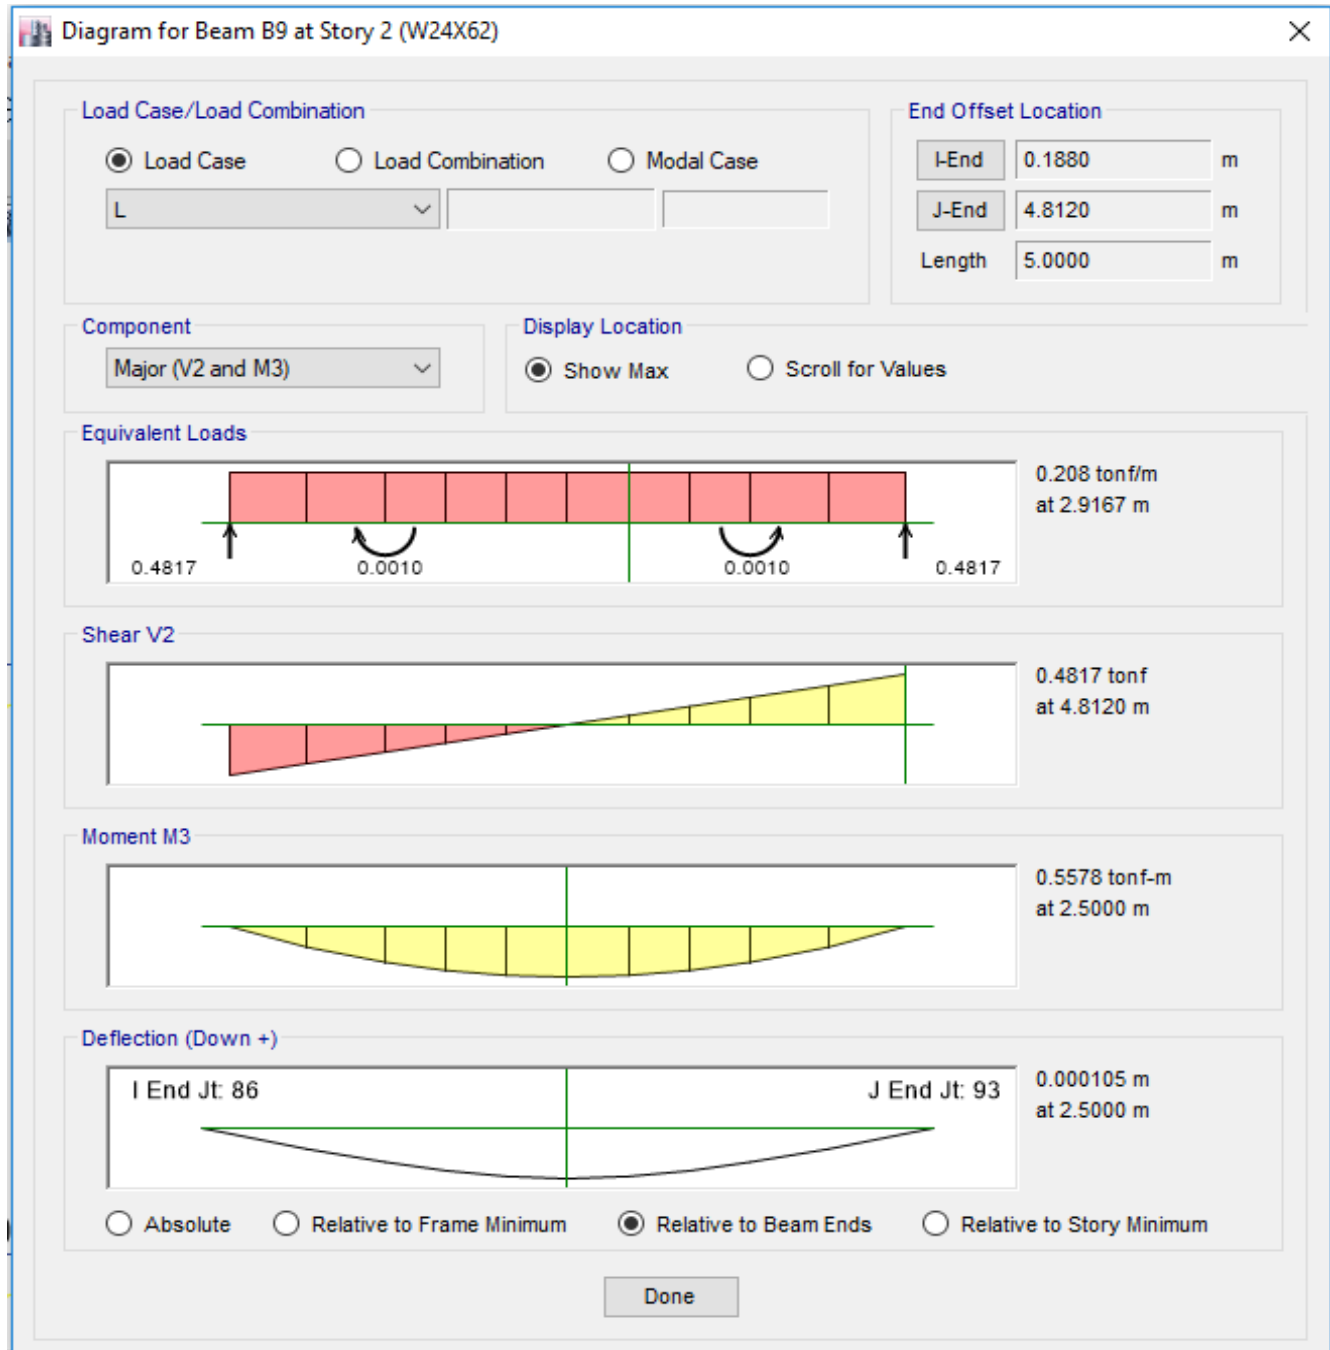 Diagram for Beam B9 at Story 2 (W24X62)
Load Case/Load Combination
Load Case
Load Combination
Modal Case
L
End Offset Location
I-End 0.1880 m
J-End 4.8120 m
Length 5.0000 m
Component
Major (V2 and M3)
Display Location
Show Max
Scroll for Values
Equivalent Loads
0.4817
0.0010
0.0010
0.4817
0.208 tonf/m
at 2.9167 m
Shear V2
0.4817 tonf
at 4.8120 m
Moment M3
0.5578 tonf-m
at 2.5000 m
Deflection (Down +)
I End Jt: 86
J End Jt: 93
0.000105 m
at 2.5000 m
Absolute
Relative to Frame Minimum
Relative to Beam Ends
Relative to Story Minimum
Done